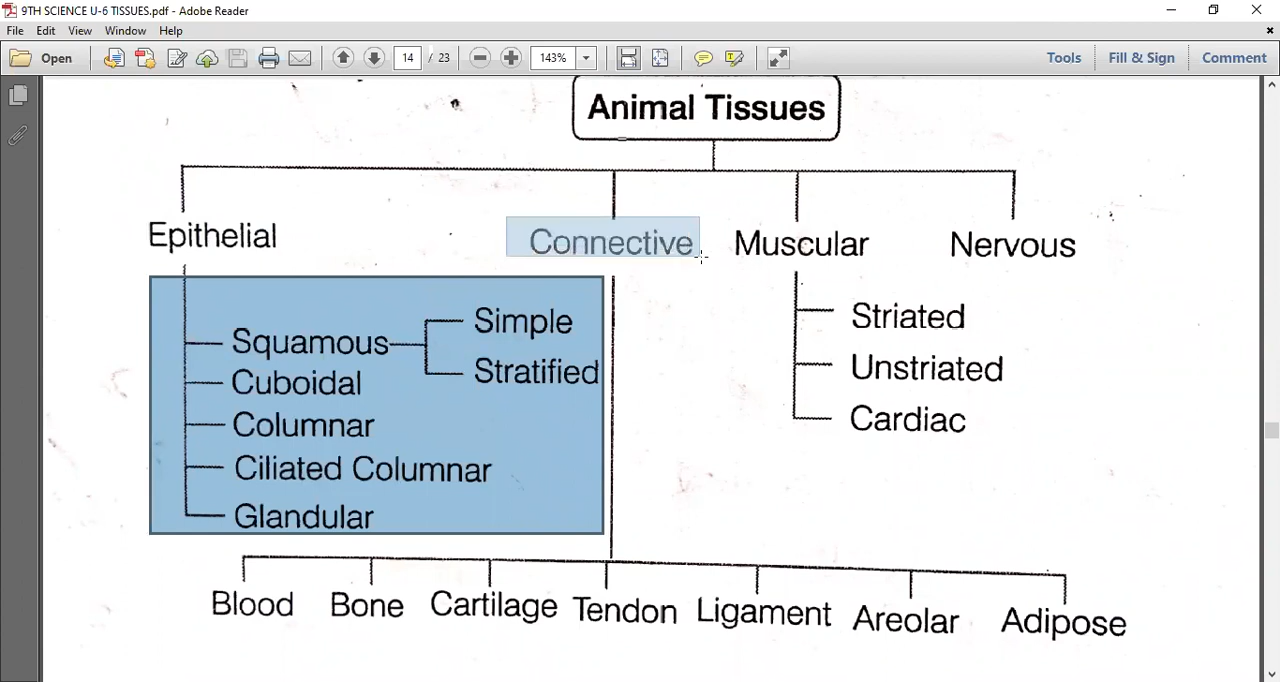 9TH SCIENCE U-6 TISSUES.pdf - Adobe Reader
File Edit View Window Help
Open 14 / 23 143% Tools Fill & Sign Comment
Animal Tissues
Epithelial Connective Muscular Nervous
Squamous Simple Striated
Stratified Unstriated
Cuboidal
Columnar Cardiac
Ciliated Columnar
Glandular
Blood Bone Cartilage Tendon Ligament Areolar Adipose